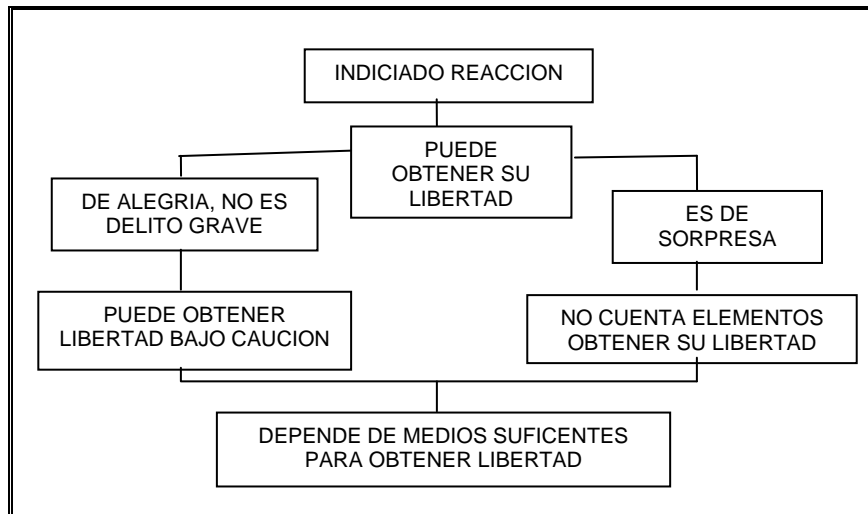 INDICIADO REACCION
PUEDE
OBTENER SU
LIBERTAD
DE ALEGRIA, NO ES
DELITO GRAVE
ES DE
SORPRESA
PUEDE OBTENER
LIBERTAD BAJO CAUCION
NO CUENTA ELEMENTOS
OBTENER SU LIBERTAD
DEPENDE DE MEDIOS SUFICENTES
PARA OBTENER LIBERTAD